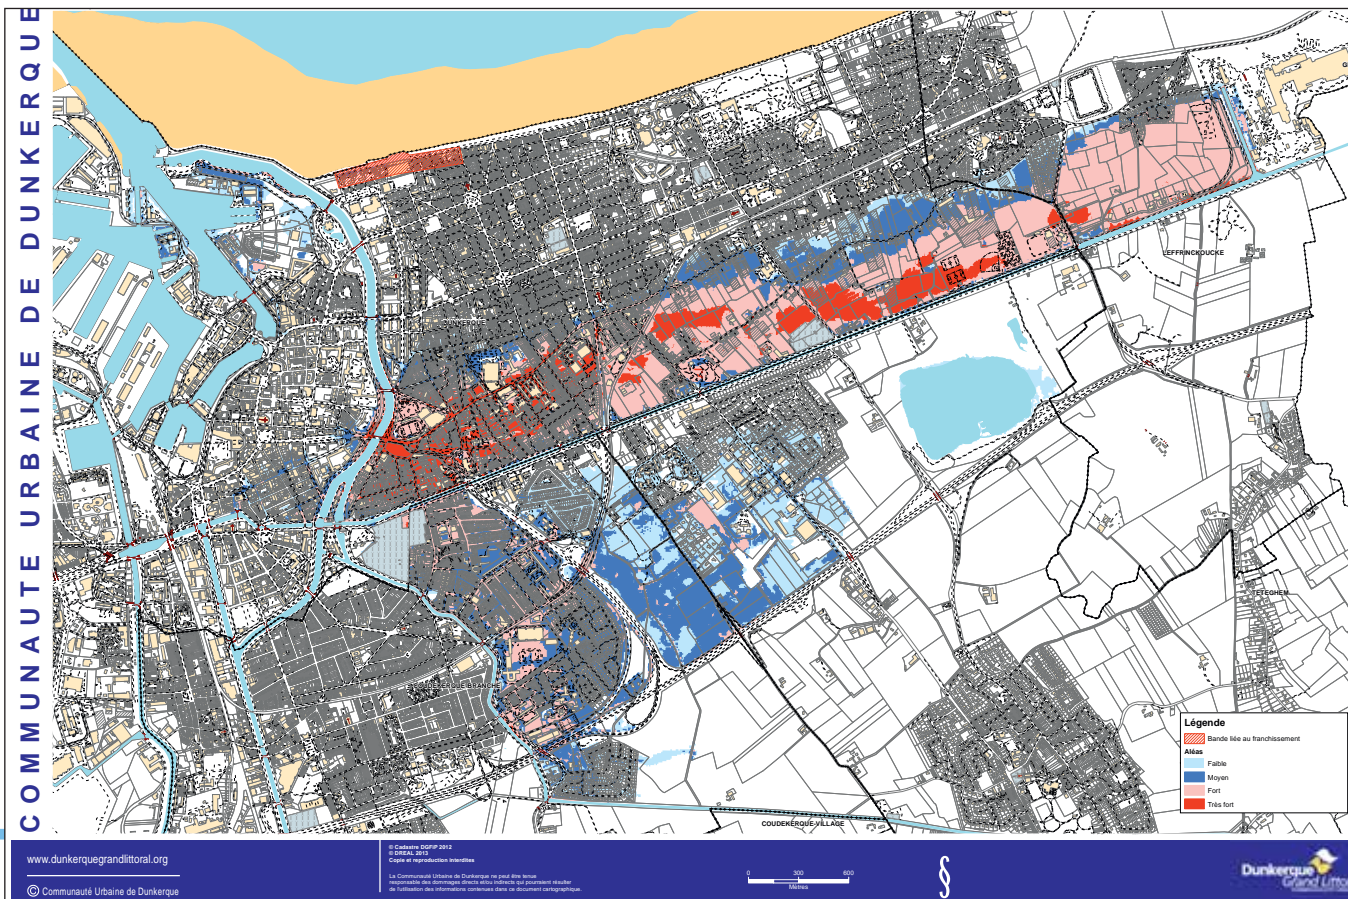 COMMUNAUTE URBAINE DE DUNKERQUE
LEFFRINCKOUCKE
TETEGHEM
COUDEKERQUE-BRANCHE
COUDEKERQUE-VILLAGE
Légende
Bande liée au franchissement
Aléas
Faible
Moyen
Fort
Très fort
www.dunkerquegrandlittoral.org
© Communauté Urbaine de Dunkerque
© Cadastre DGFIP 2012
© DREAL 2013
Copie et reproduction interdites
La Communauté Urbaine de Dunkerque ne peut être tenue
responsable des dommages directs et/ou indirects qui pourraient résulter
de l'utilisation des informations contenues dans ce document cartographique.
0 300 600
Mètres
§
Dunkerque
Grand Litto